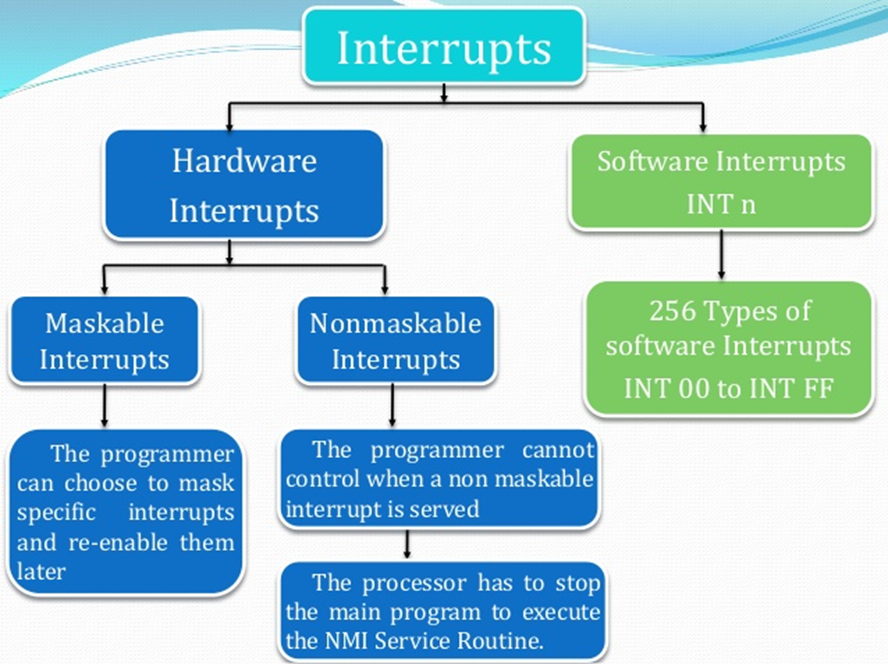 Interrupts
Hardware
Interrupts
Software Interrupts
INT n
Maskable
Interrupts
Nonmaskable
Interrupts
256 Types of
software Interrupts
INT 00 to INT FF
The programmer
can choose to mask
specific interrupts
and re-enable them
later
The programmer cannot
control when a non maskable
interrupt is served
The processor has to stop
the main program to execute
the NMI Service Routine.